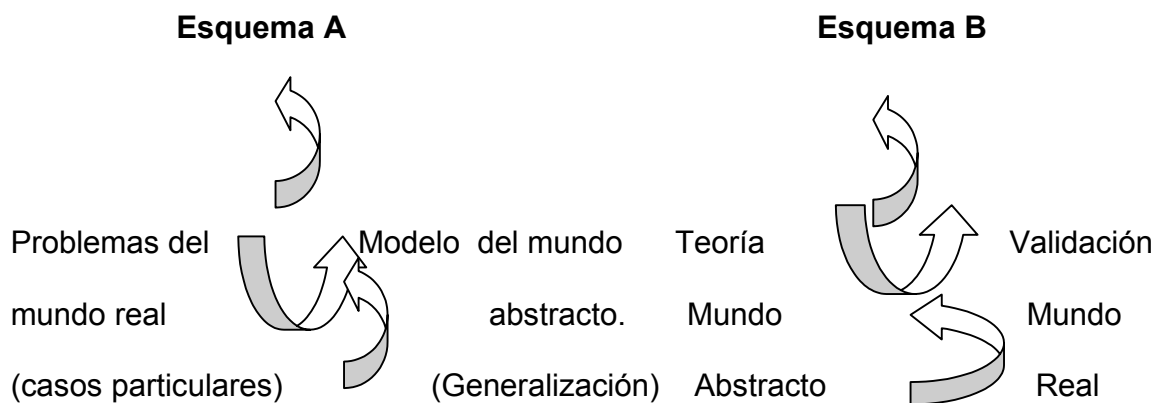 Esquema A Esquema B
Problemas del Modelo del mundo Teoría Validación
mundo real abstracto. Mundo Mundo
(casos particulares) (Generalización) Abstracto Real